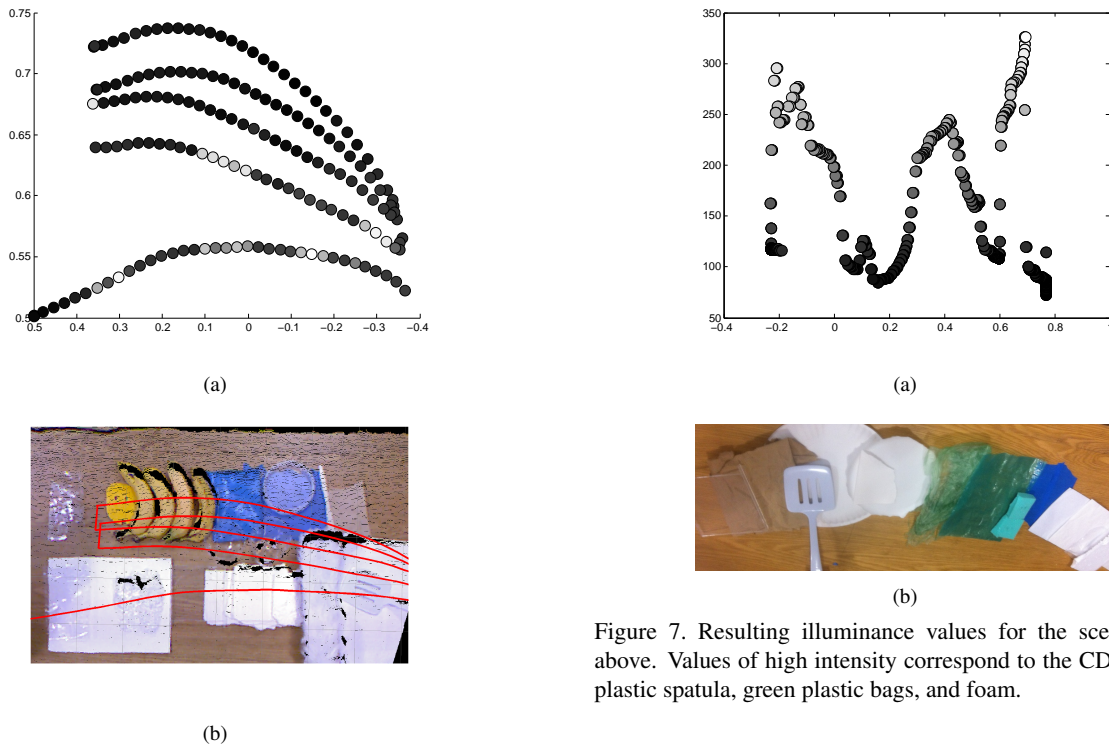 0.75
0.7
0.65
0.6
0.55
0.5
0.5 0.4 0.3 0.2 0.1 0 −0.1 −0.2 −0.3 −0.4
(a)
(b)
350
300
250
200
150
100
50
−0.4 −0.2 0 0.2 0.4 0.6 0.8
(a)
(b)
Figure 7. Resulting illuminance values for the sce
above. Values of high intensity correspond to the CD
plastic spatula, green plastic bags, and foam.